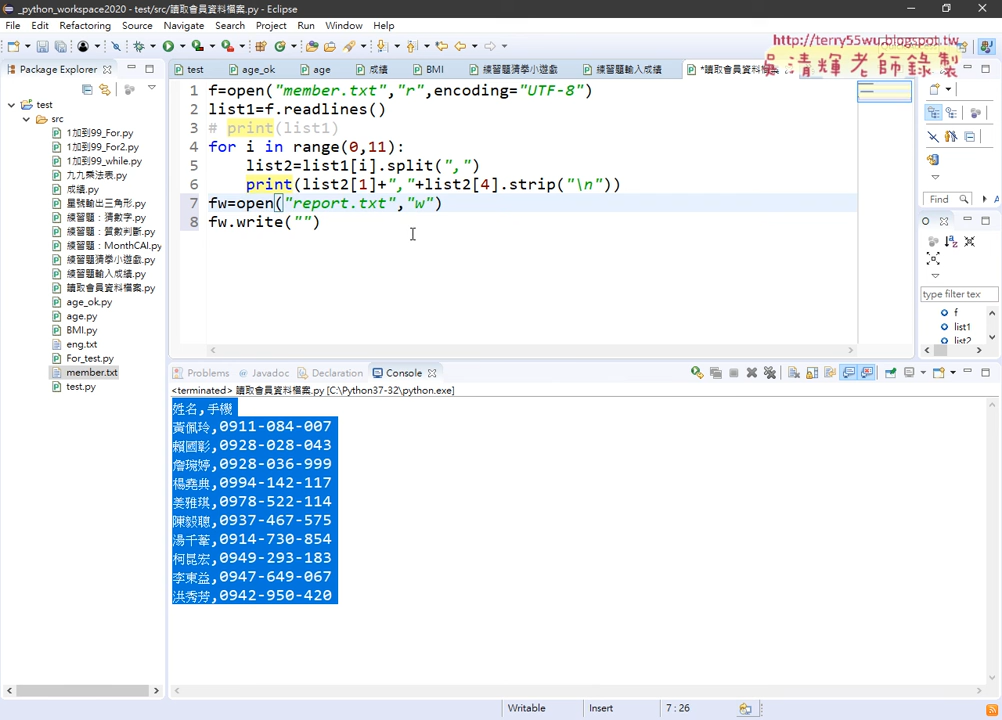 _python_workspace2020 - test/src/讀取會員資料檔案.py - Eclipse
File Edit Refactoring Source Navigate Search Project Run Window Help
http://terry55wu.blogspot.tw
吳清輝老師錄製
Package Explorer
test age_ok age 成績 BMI 練習題清學小遊戲 練習題輸入成績 *讀取會員資料
test
src
1加到99_For.py
1加到99_For2.py
1加到99_while.py
九九乘法表.py
成績.py
星號輸出三角形.py
練習題：猜數字.py
練習題：質數判斷.py
練習題：MonthCAl.py
練習題清學小遊戲.py
練習題輸入成績.py
讀取會員資料檔案.py
age_ok.py
age.py
BMI.py
eng.txt
For_test.py
member.txt
test.py
1 f=open("member.txt","r",encoding="UTF-8")
2 list1=f.readlines()
3 # print(list1)
4 for i in range(0,11):
5 list2=list1[i].split(",")
6 print(list2[1]+","+list2[4].strip("\n"))
7 fw=open("report.txt","w")
8 fw.write("")
Find
type filter tex
f
list1
list2
Problems Javadoc Declaration Console
<terminated> 讀取會員資料檔案.py [C:\Python37-32\python.exe]
姓名,手機
黃佩玲,0911-084-007
賴國彰,0928-028-043
詹琬婷,0928-036-999
楊堯典,0994-142-117
姜雅琪,0978-522-114
陳毅聰,0937-467-575
湯千葦,0914-730-854
柯昆宏,0949-293-183
李東益,0947-649-067
洪秀芳,0942-950-420
Writable Insert 7 : 26